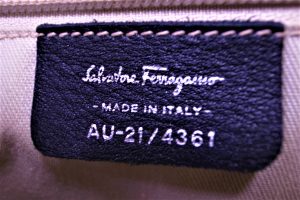 Salvatore Ferragamo
- MADE IN ITALY -
AU-21/4361